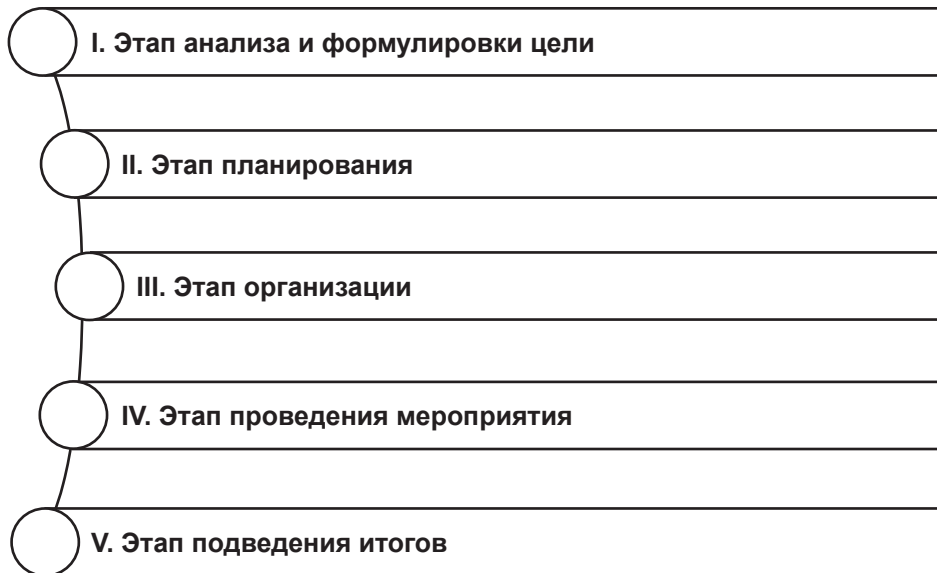 I. Этап анализа и формулировки цели
II. Этап планирования
III. Этап организации
IV. Этап проведения мероприятия
V. Этап подведения итогов